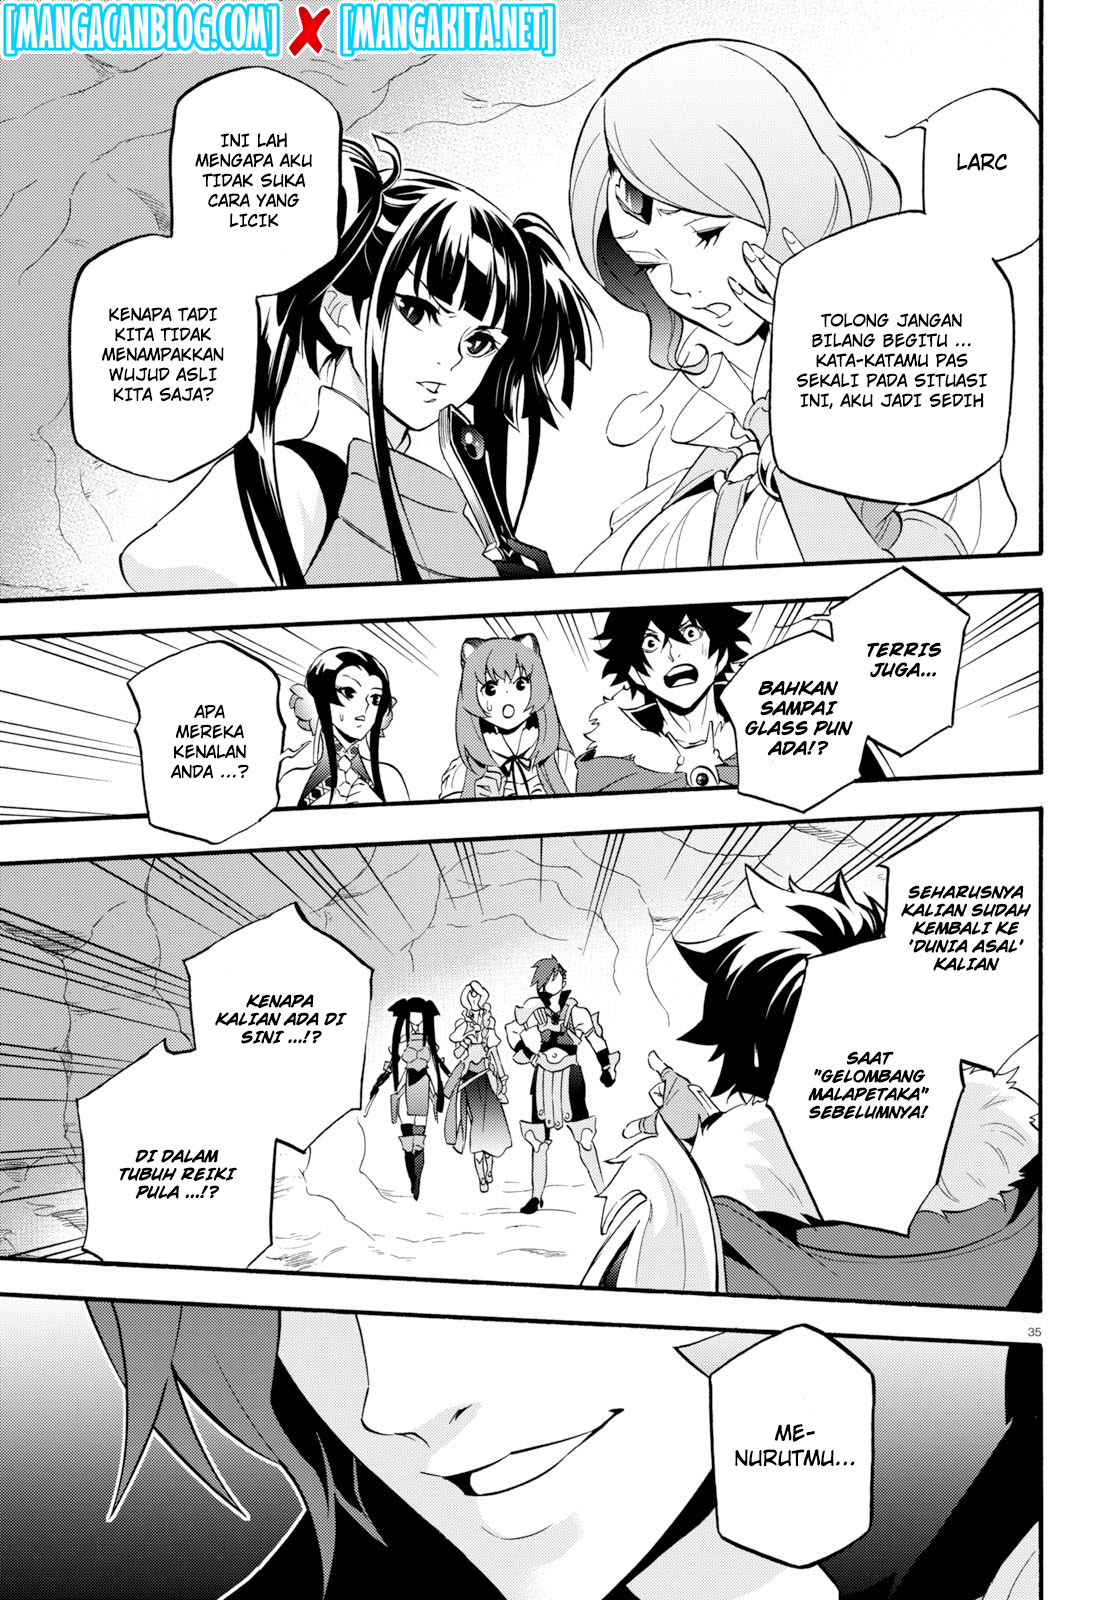 [MANGACANBLOG.COM] X [MANGAKITA.NET]
LARC
TOLONG JANGAN
BILANG BEGITU ...
KATA-KATAMU PAS
SEKALI PADA SITUASI
INI, AKU JADI SEDIH
INI LAH
MENGAPA AKU
TIDAK SUKA
CARA YANG
LICIK
KENAPA TADI
KITA TIDAK
MENAMPAKKAN
WUJUD ASLI
KITA SAJA?
TERRIS
JUGA...
BAHKAN
SAMPAI
GLASS PUN
ADA!?
APA
MEREKA
KENALAN
ANDA ...?
SEHARUSNYA
KALIAN SUDAH
KEMBALI KE
'DUNIA ASAL'
KALIAN
SAAT
"GELOMBANG
MALAPETAKA"
SEBELUMNYA!
KENAPA
KALIAN ADA DI
SINI ...!?
DI DALAM
TUBUH REIKI
PULA ...!?
35
ME-
NURUTMU...